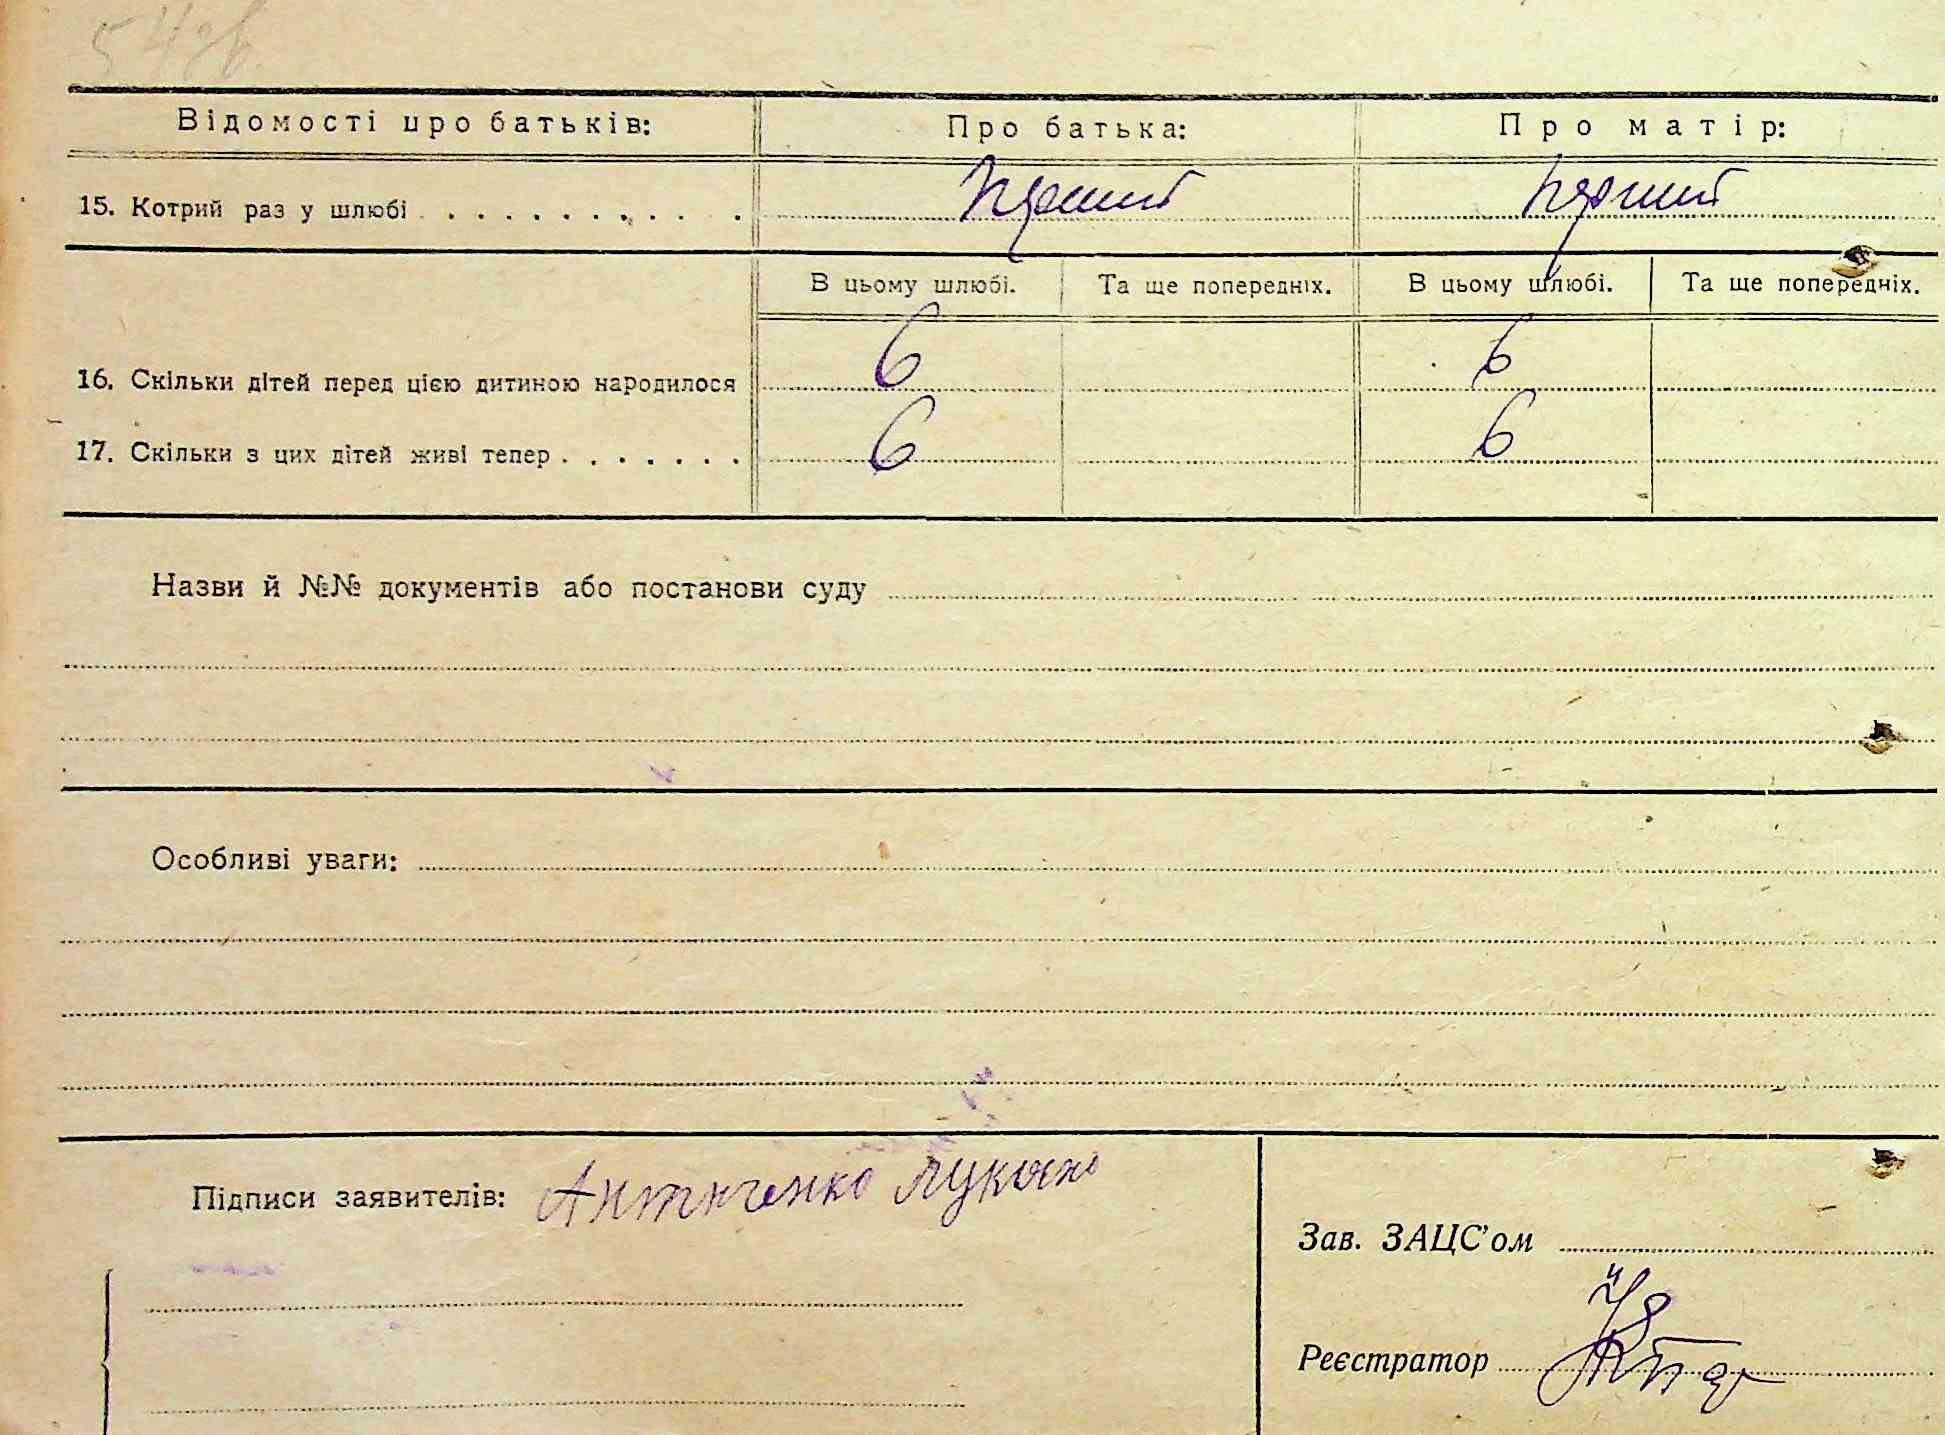 54 зв.
Відомості про батьків: Про батька: Про матір:
15. Котрий раз у шлюбі . . . . . . . . . . . Перший Перший
В цьому шлюбі. Та ще попередніх. В цьому шлюбі. Та ще попередніх.
16. Скільки дітей перед цією дитиною народилося 6 6
17. Скільки з цих дітей живі тепер . . . . . . . 6 6
Назви й №№ документів або постанови суду
Особливі уваги:
Підписи заявителів:
Зав. ЗАЦС'ом
Реєстратор